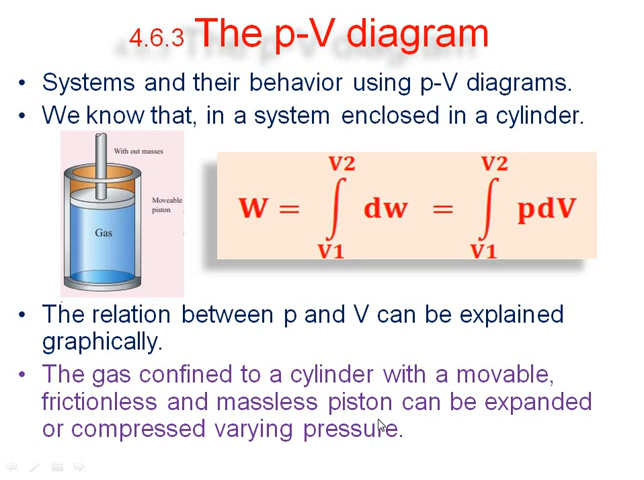 4.6.3 The p-V diagram
• Systems and their behavior using p-V diagrams.
• We know that, in a system enclosed in a cylinder.
With out masses
Moveable
piston
Gas
W = ∫_V1^V2 dw = ∫_V1^V2 pdV
• The relation between p and V can be explained
graphically.
• The gas confined to a cylinder with a movable,
frictionless and massless piston can be expanded
or compressed varying pressure.